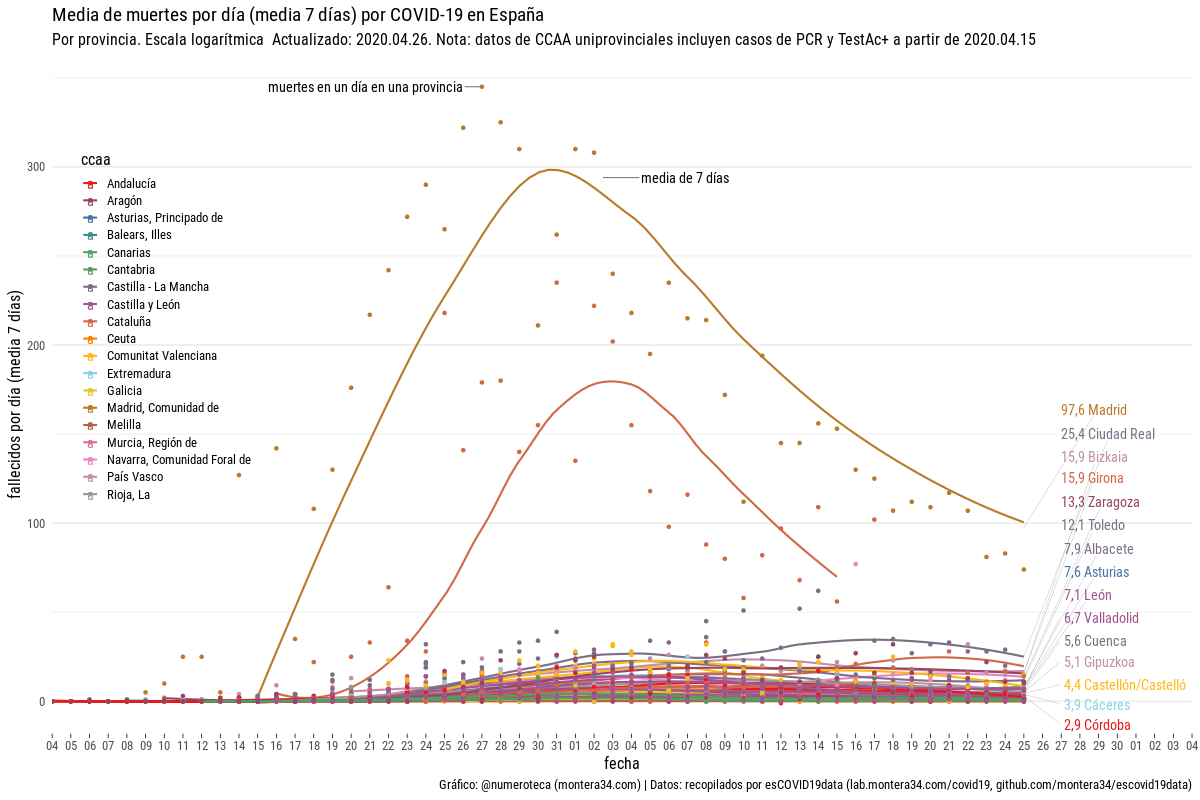 Media de muertes por día (media 7 días) por COVID-19 en España
Por provincia. Escala logarítmica  Actualizado: 2020.04.26. Nota: datos de CCAA uniprovinciales incluyen casos de PCR y TestAc+ a partir de 2020.04.15
muertes en un día en una provincia
media de 7 días
ccaa
Andalucía
Aragón
Asturias, Principado de
Balears, Illes
Canarias
Cantabria
Castilla - La Mancha
Castilla y León
Cataluña
Ceuta
Comunitat Valenciana
Extremadura
Galicia
Madrid, Comunidad de
Melilla
Murcia, Región de
Navarra, Comunidad Foral de
País Vasco
Rioja, La
fallecidos por día (media 7 días)
300
200
100
0
97,6 Madrid
25,4 Ciudad Real
15,9 Bizkaia
15,9 Girona
13,3 Zaragoza
12,1 Toledo
7,9 Albacete
7,6 Asturias
7,1 León
6,7 Valladolid
5,6 Cuenca
5,1 Gipuzkoa
4,4 Castellón/Castelló
3,9 Cáceres
2,9 Córdoba
04 05 06 07 08 09 10 11 12 13 14 15 16 17 18 19 20 21 22 23 24 25 26 27 28 29 30 31 01 02 03 04 05 06 07 08 09 10 11 12 13 14 15 16 17 18 19 20 21 22 23 24 25 26 27 28 29 30 01 02 03 04
fecha
Gráfico: @numeroteca (montera34.com) | Datos: recopilados por esCOVID19data (lab.montera34.com/covid19, github.com/montera34/escovid19data)